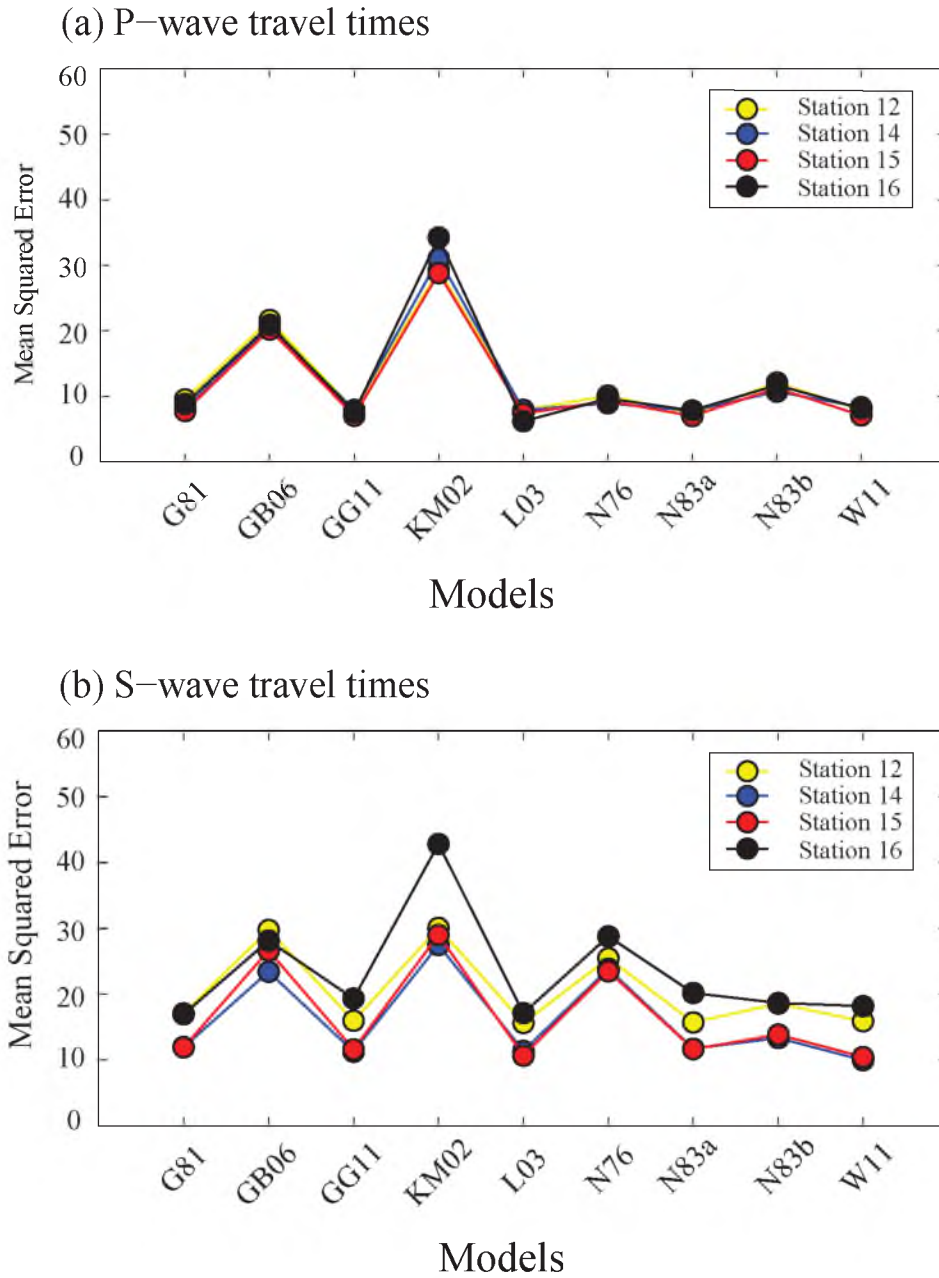 (a) P−wave travel times
60
50
40
30
20
10
0
Mean Squared Error
Station 12
Station 14
Station 15
Station 16
G81
GB06
GG11
KM02
L03
N76
N83a
N83b
W11
Models
(b) S−wave travel times
60
50
40
30
20
10
0
Mean Squared Error
Station 12
Station 14
Station 15
Station 16
G81
GB06
GG11
KM02
L03
N76
N83a
N83b
W11
Models